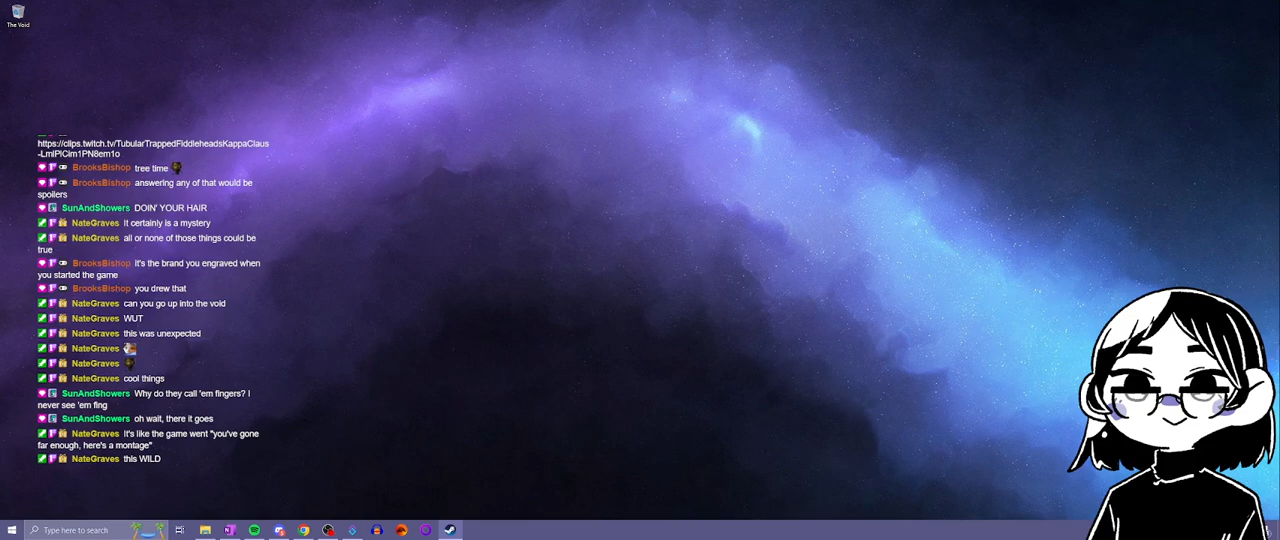 The Void
https://clips.twitch.tv/TubularTrappedFiddleheadsKappaClaus
BrooksBishop tree time
BrooksBishop answering any of that would be
spoilers
SunAndShowers DOIN' YOUR HAIR
NateGraves it certainly is a mystery
NateGraves all or none of those things could be
true
BrooksBishop it's the brand you engraved when
you started the game
BrooksBishop you drew that
NateGraves can you go up into the void
NateGraves WUT
NateGraves this was unexpected
NateGraves
NateGraves
NateGraves cool things
SunAndShowers Why do they call 'em fingers? I
never see 'em fing
SunAndShowers oh wait, there it goes
NateGraves It's like the game went "you've gone
far enough, here's a montage"
NateGraves this WILD
Type here to search